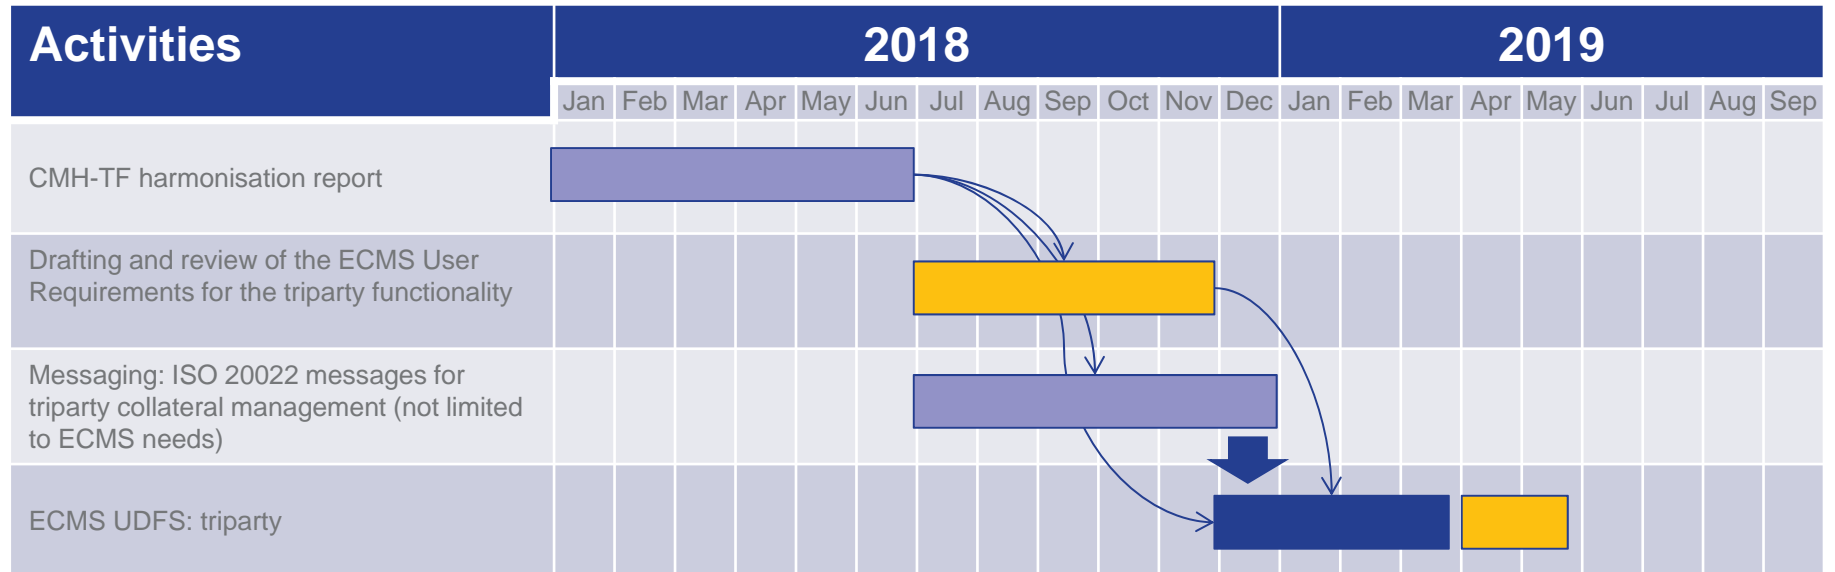 Activities
2018
2019
Jan Feb Mar Apr May Jun Jul Aug Sep Oct Nov Dec Jan Feb Mar Apr May Jun Jul Aug Sep
CMH-TF harmonisation report
Drafting and review of the ECMS User
Requirements for the triparty functionality
Messaging: ISO 20022 messages for
triparty collateral management (not limited
to ECMS needs)
ECMS UDFS: triparty